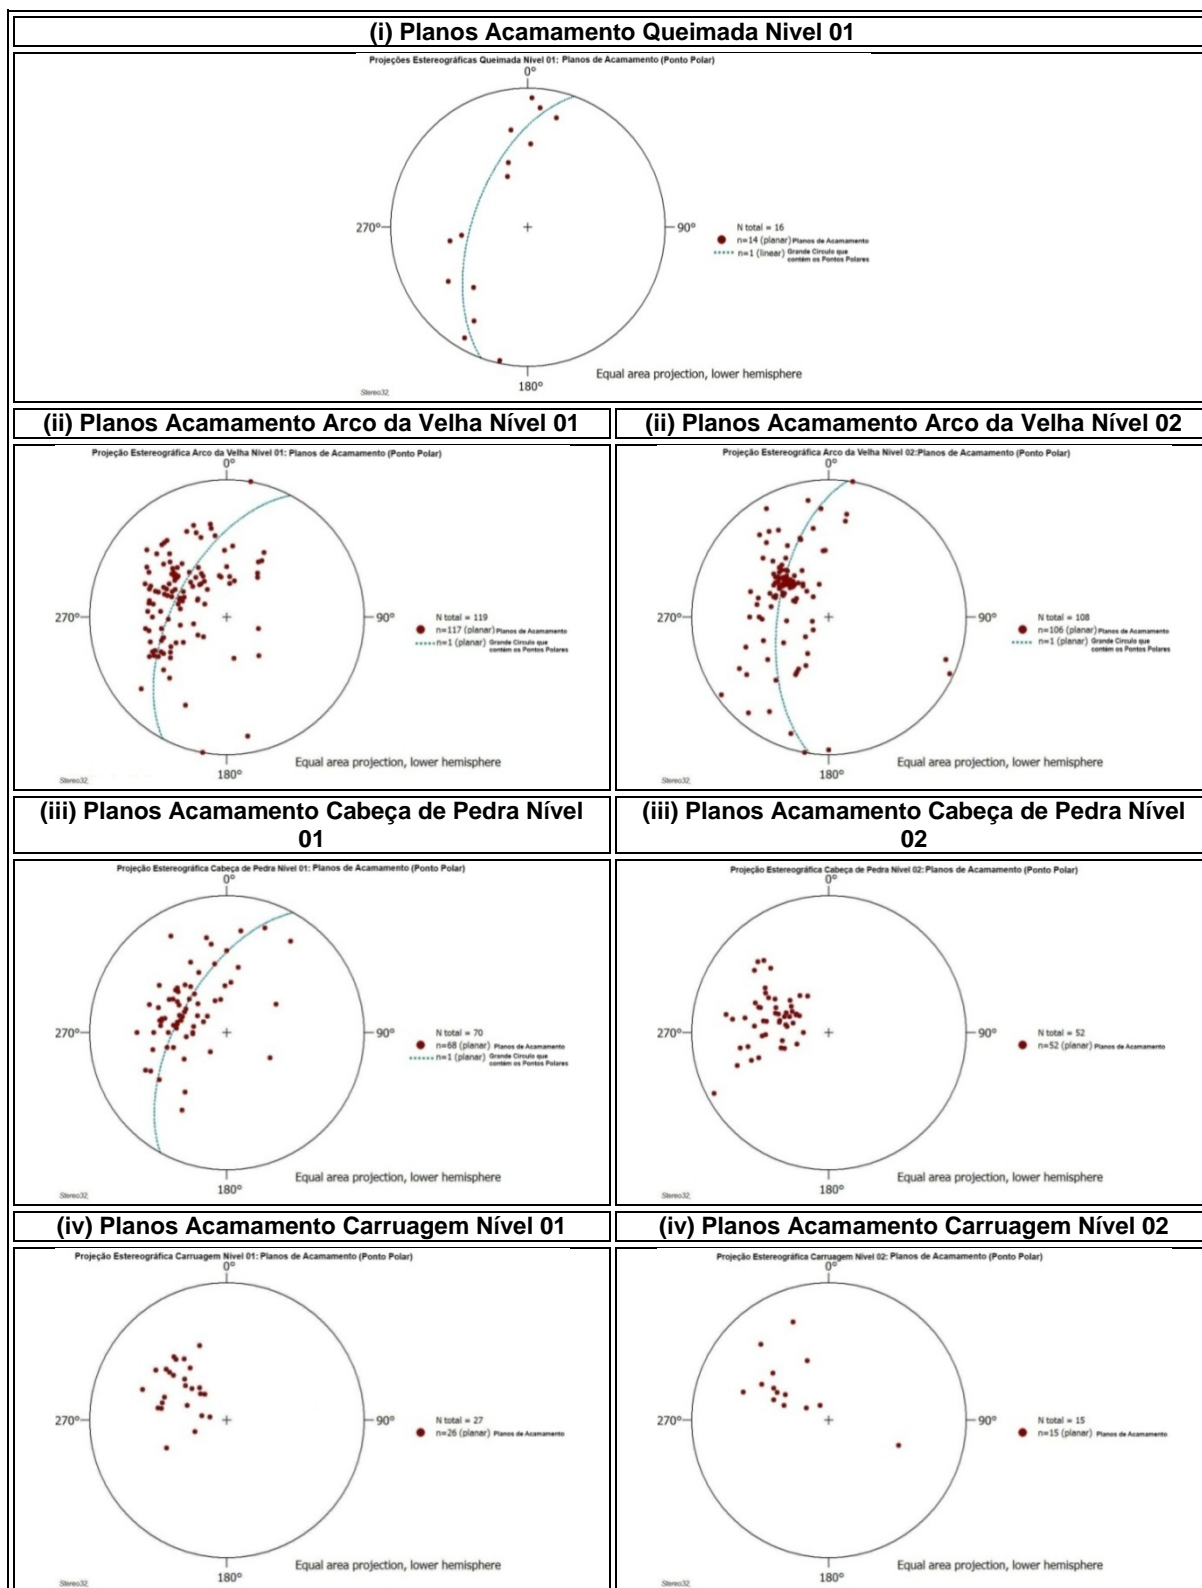 (i) Planos Acamamento Queimada Nivel 01
Projeções Estereográficas Queimada Nível 01: Planos de Acamamento (Ponto Polar)
0°
270°
90°
180°
N total = 16
n=14 (planar) Planos de Acamamento
n=1 (linear) Grande Circulo que
contém os Pontos Polares
Equal area projection, lower hemisphere
Stereo32,
(ii) Planos Acamamento Arco da Velha Nível 01
Projeção Estereográfica Arco da Velha Nível 01: Planos de Acamamento (Ponto Polar)
0°
270°
90°
180°
N total = 119
n=117 (planar) Planos de Acamamento
n=1 (planar) Grande Circulo que
contém os Pontos Polares
Equal area projection, lower hemisphere
Stereo32,
(ii) Planos Acamamento Arco da Velha Nível 02
Projeção Estereográfica Arco da Velha Nível 02:Planos de Acamamento (Ponto Polar)
0°
270°
90°
180°
N total = 108
n=106 (planar) Planos de Acamamento
n=1 (planar) Grande Circulo que
contém os Pontos Polares
Equal area projection, lower hemisphere
Stereo32,
(iii) Planos Acamamento Cabeça de Pedra Nível
01
Projeção Estereográfica Cabeça de Pedra Nível 01: Planos de Acamamento (Ponto Polar)
0°
270°
90°
180°
N total = 70
n=68 (planar) Planos de Acamamento
n=1 (planar) Grande Circulo que
contém os Pontos Polares
Equal area projection, lower hemisphere
Stereo32,
(iii) Planos Acamamento Cabeça de Pedra Nível
02
Projeção Estereográfica Cabeça de Pedra Nível 02: Planos de Acamamento (Ponto Polar)
0°
270°
90°
180°
N total = 52
n=52 (planar) Planos de Acamamento
Equal area projection, lower hemisphere
Stereo32,
(iv) Planos Acamamento Carruagem Nível 01
Projeção Estereográfica Carruagem Nível 01: Planos de Acamamento (Ponto Polar)
0°
270°
90°
180°
N total = 27
n=26 (planar) Planos de Acamamento
Equal area projection, lower hemisphere
Stereo32,
(iv) Planos Acamamento Carruagem Nível 02
Projeção Estereográfica Carruagem Nível 02: Planos de Acamamento (Ponto Polar)
0°
270°
90°
180°
N total = 15
n=15 (planar) Planos de Acamamento
Equal area projection, lower hemisphere
Stereo32,